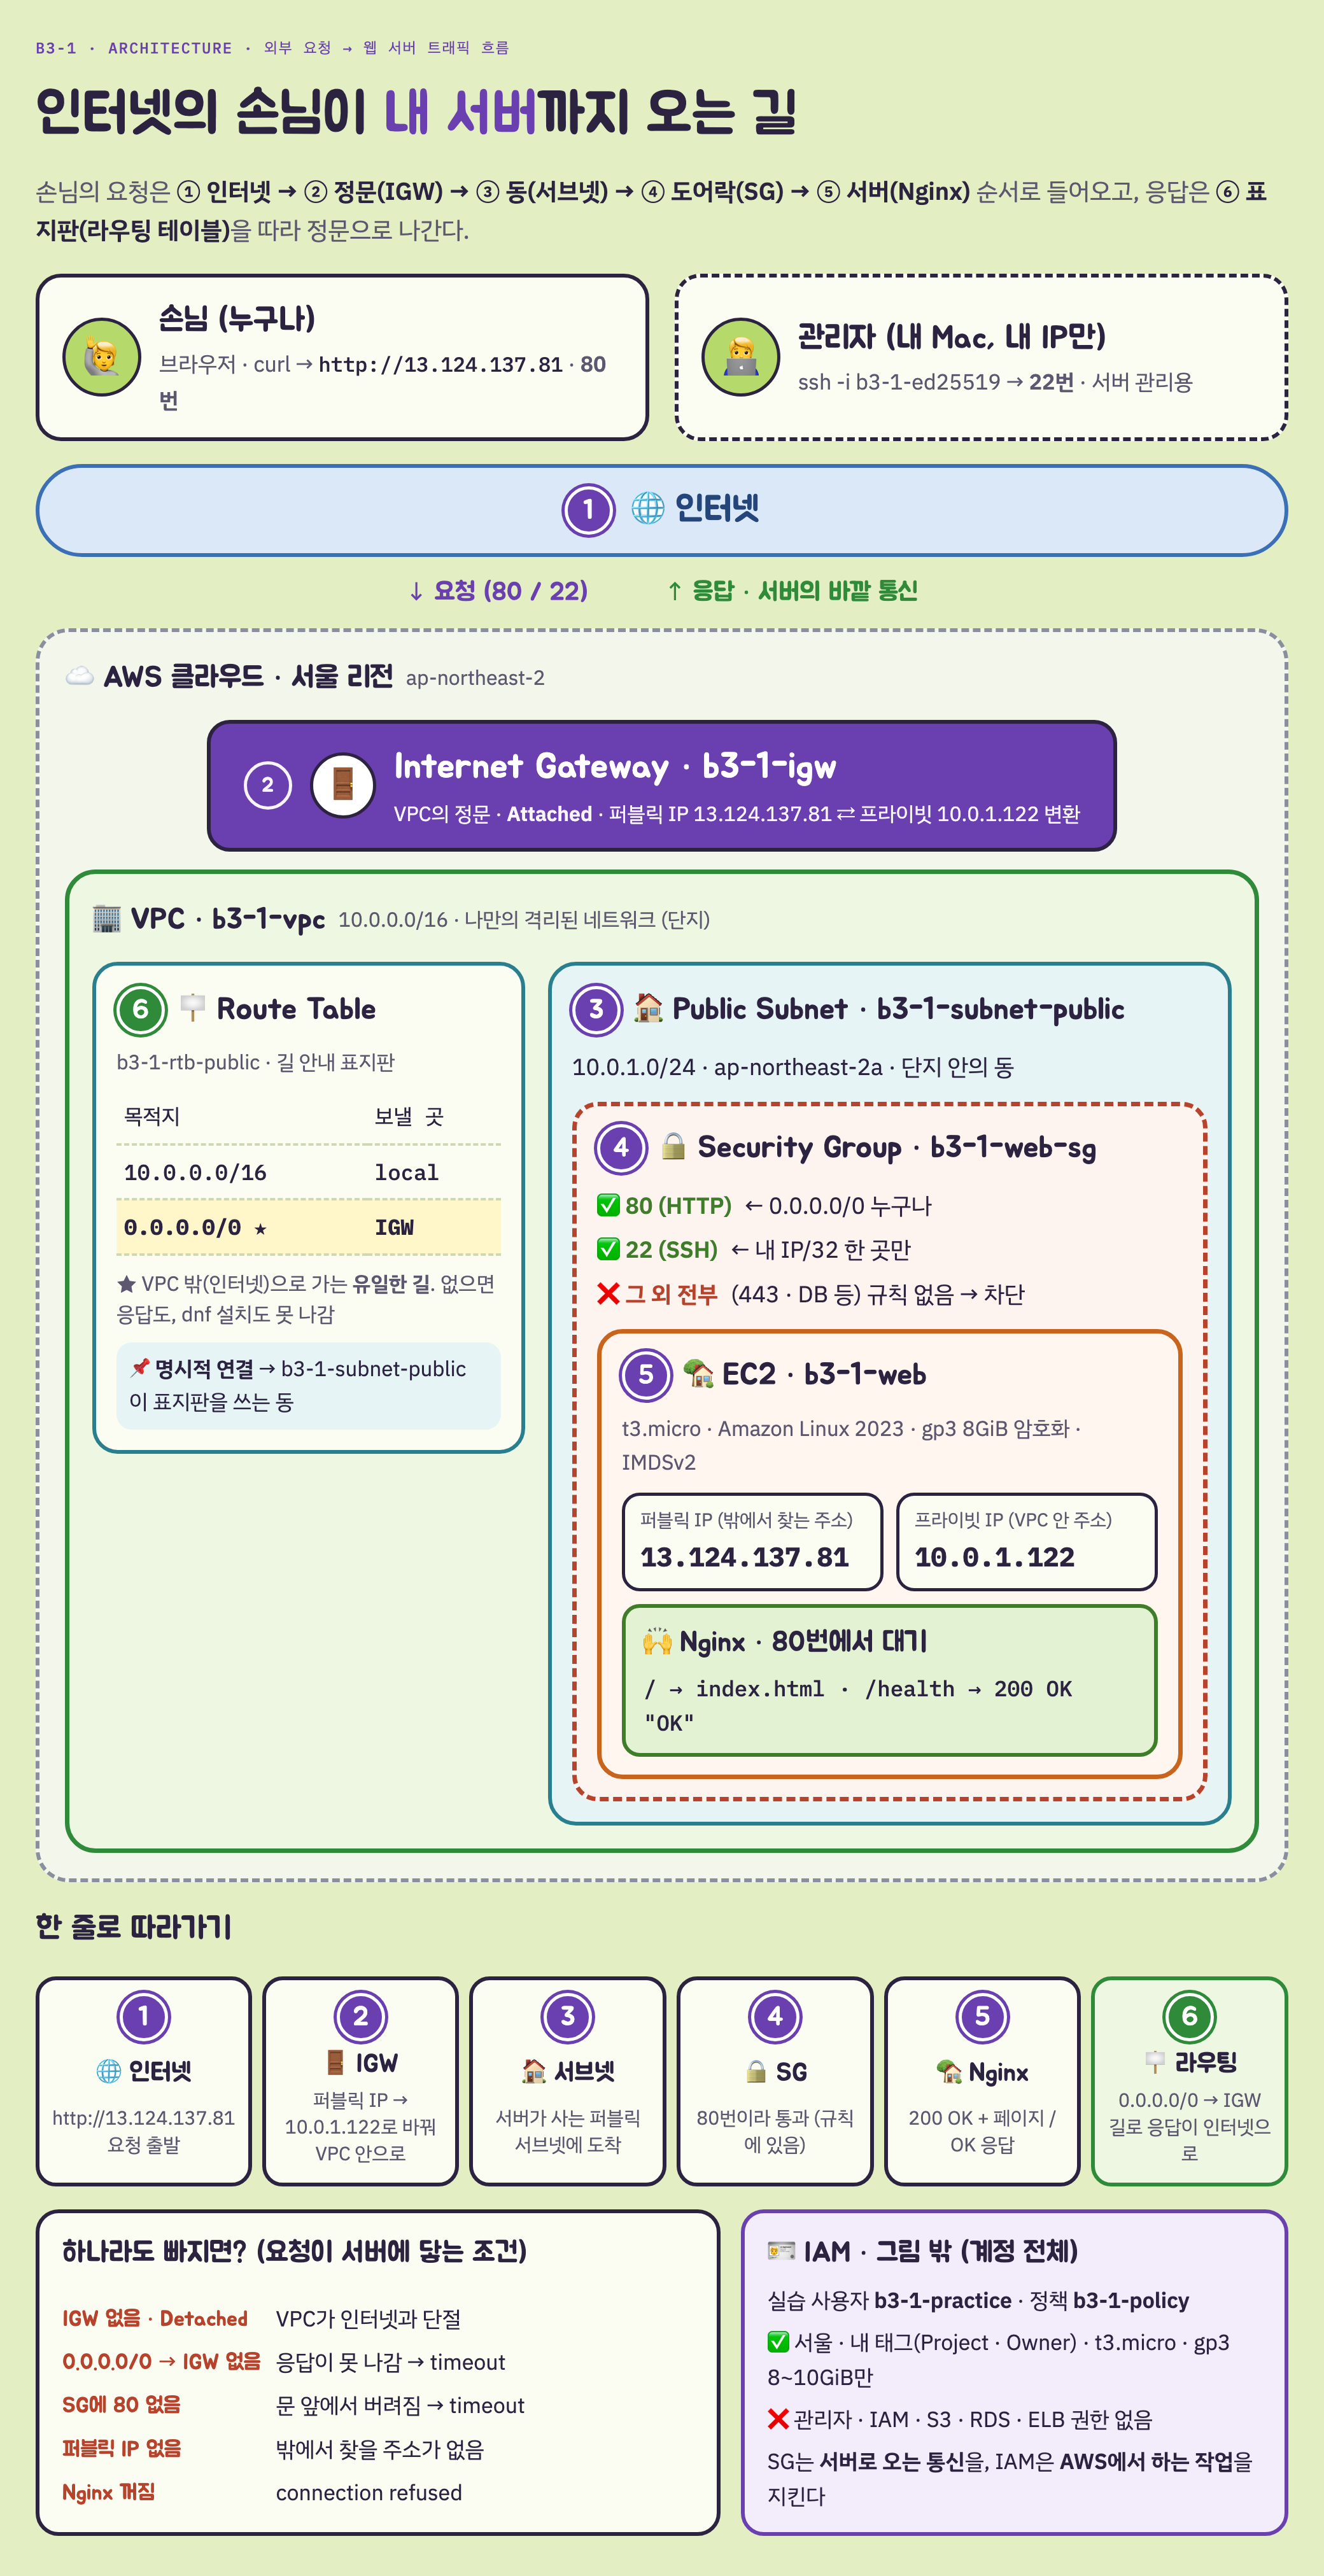 B3-1 · ARCHITECTURE · 외부 요청 → 웹 서버 트래픽 흐름
인터넷의 손님이 내 서버까지 오는 길
손님의 요청은 ① 인터넷 → ② 정문(IGW) → ③ 동(서브넷) → ④ 도어락(SG) → ⑤ 서버(Nginx) 순서로 들어오고, 응답은 ⑥ 표
지판(라우팅 테이블)을 따라 정문으로 나간다.
손님 (누구나)
브라우저 · curl → http://13.124.137.81 · 80
번
관리자 (내 Mac, 내 IP만)
ssh -i b3-1-ed25519 → 22번 · 서버 관리용
1 🌐 인터넷
↓ 요청 (80 / 22) ↑ 응답 · 서버의 바깥 통신
☁️ AWS 클라우드 · 서울 리전 ap-northeast-2
2 🚪 Internet Gateway · b3-1-igw
VPC의 정문 · Attached · 퍼블릭 IP 13.124.137.81 ⇄ 프라이빗 10.0.1.122 변환
🏢 VPC · b3-1-vpc 10.0.0.0/16 · 나만의 격리된 네트워크 (단지)
6 🪧 Route Table
b3-1-rtb-public · 길 안내 표지판
목적지 보낼 곳
10.0.0.0/16 local
0.0.0.0/0 ★ IGW
★ VPC 밖(인터넷)으로 가는 유일한 길. 없으면
응답도, dnf 설치도 못 나감
📌 명시적 연결 → b3-1-subnet-public
이 표지판을 쓰는 동
3 🏠 Public Subnet · b3-1-subnet-public
10.0.1.0/24 · ap-northeast-2a · 단지 안의 동
4 🔒 Security Group · b3-1-web-sg
✅ 80 (HTTP) ← 0.0.0.0/0 누구나
✅ 22 (SSH) ← 내 IP/32 한 곳만
❌ 그 외 전부 (443 · DB 등) 규칙 없음 → 차단
5 🏡 EC2 · b3-1-web
t3.micro · Amazon Linux 2023 · gp3 8GiB 암호화 ·
IMDSv2
퍼블릭 IP (밖에서 찾는 주소)
13.124.137.81
프라이빗 IP (VPC 안 주소)
10.0.1.122
🙌 Nginx · 80번에서 대기
/ → index.html · /health → 200 OK
"OK"
한 줄로 따라가기
1
🌐 인터넷
http://13.124.137.81
요청 출발
2
🚪 IGW
퍼블릭 IP →
10.0.1.122로 바꿔
VPC 안으로
3
🏠 서브넷
서버가 사는 퍼블릭
서브넷에 도착
4
🔒 SG
80번이라 통과 (규칙
에 있음)
5
🏡 Nginx
200 OK + 페이지 /
OK 응답
6
🪧 라우팅
0.0.0.0/0 → IGW
길로 응답이 인터넷으
로
하나라도 빠지면? (요청이 서버에 닿는 조건)
IGW 없음 · Detached VPC가 인터넷과 단절
0.0.0.0/0 → IGW 없음 응답이 못 나감 → timeout
SG에 80 없음 문 앞에서 버려짐 → timeout
퍼블릭 IP 없음 밖에서 찾을 주소가 없음
Nginx 꺼짐 connection refused
🪪 IAM · 그림 밖 (계정 전체)
실습 사용자 b3-1-practice · 정책 b3-1-policy
✅ 서울 · 내 태그(Project · Owner) · t3.micro · gp3
8~10GiB만
❌ 관리자 · IAM · S3 · RDS · ELB 권한 없음
SG는 서버로 오는 통신을, IAM은 AWS에서 하는 작업을
지킨다